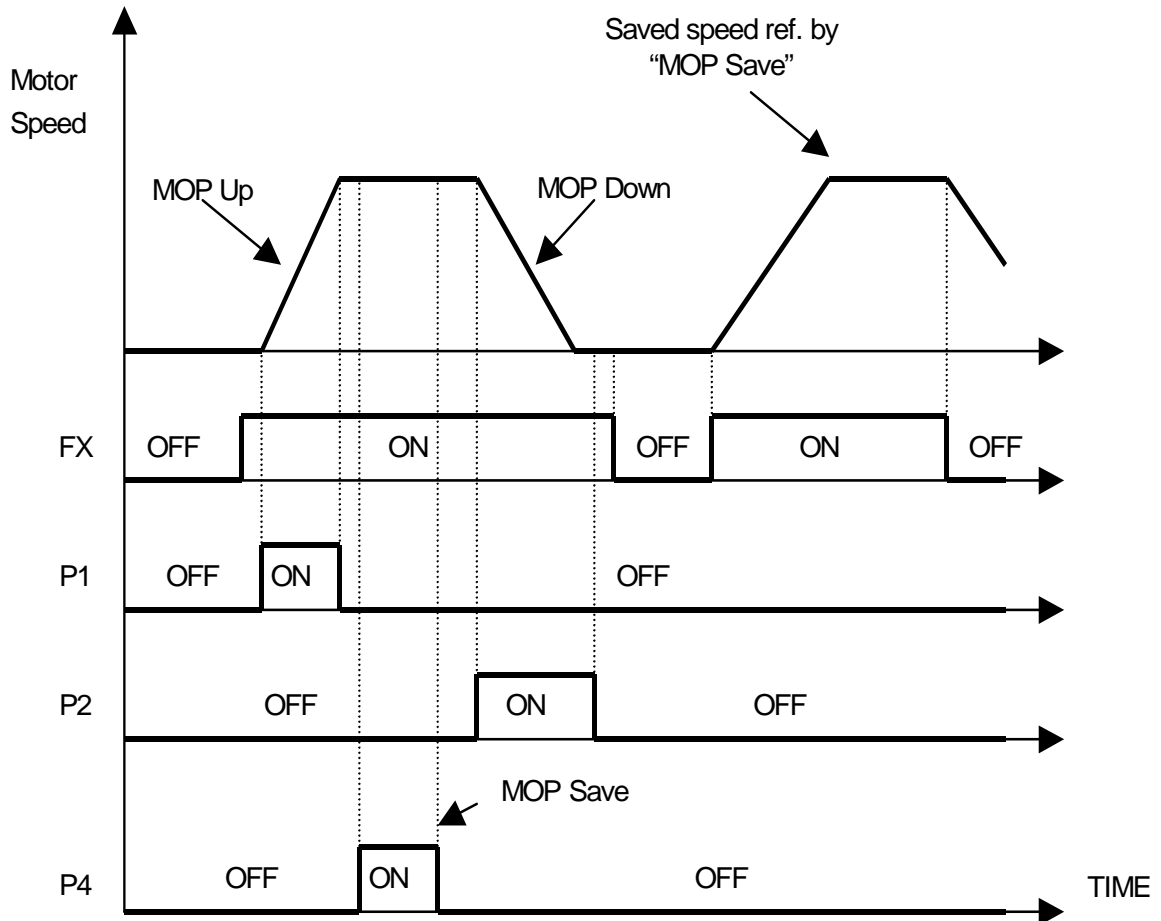 Saved speed ref. by
“MOP Save”
Motor
Speed
MOP Up
MOP Down
FX
OFF
ON
OFF
ON
OFF
P1
OFF
ON
OFF
P2
OFF
ON
OFF
MOP Save
P4
OFF
ON
OFF
TIME